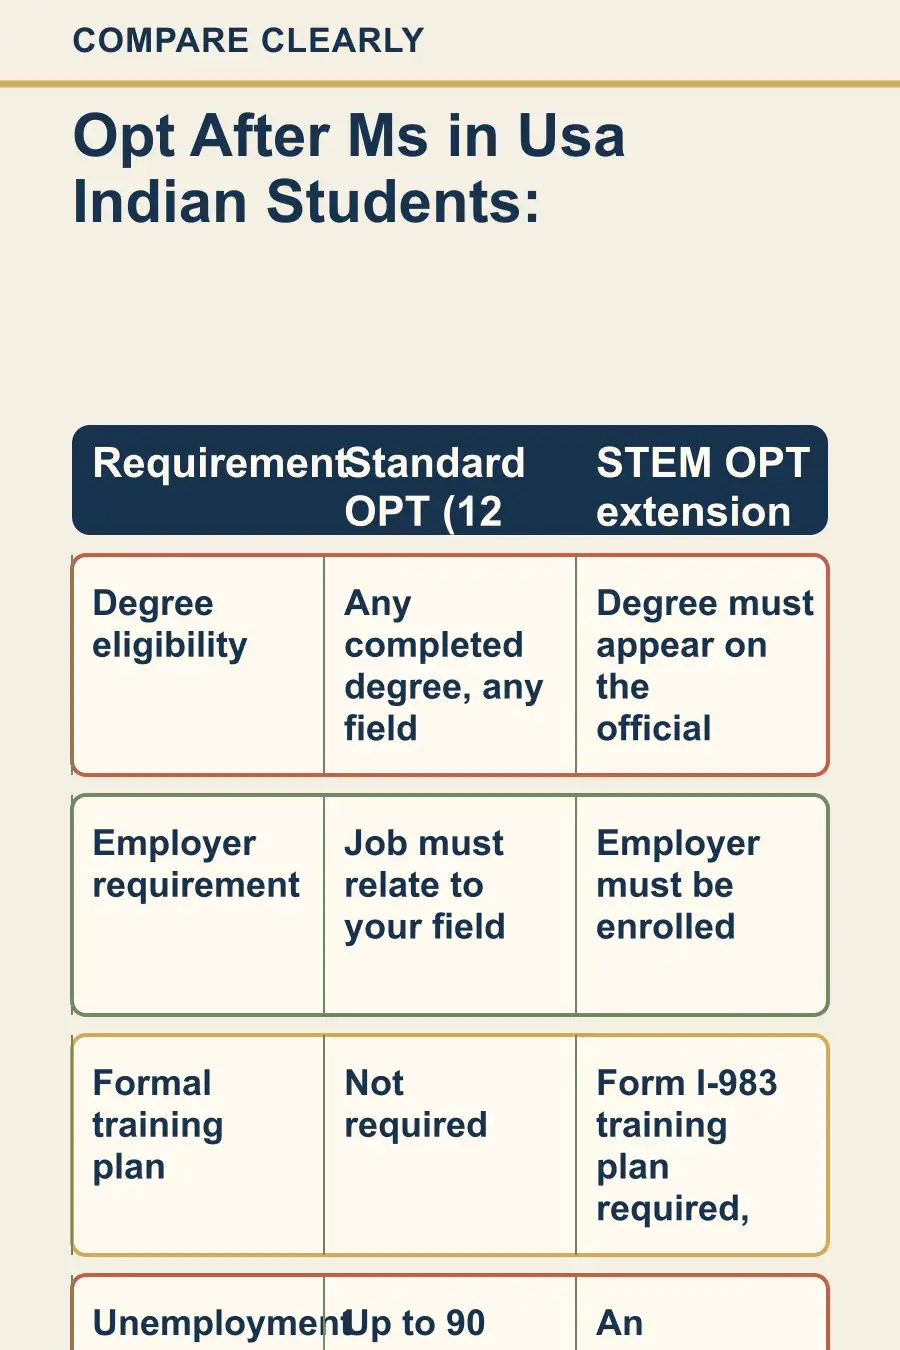 COMPARE CLEARLY
Opt After Ms in Usa
Indian Students:
Requirement
Standard
OPT (12
STEM OPT
extension
Degree
eligibility
Any
completed
degree, any
field
Degree must
appear on
the
official
Employer
requirement
Job must
relate to
your field
Employer
must be
enrolled
Formal
training
plan
Not
required
Form I-983
training
plan
required,
Unemployment
Up to 90
An